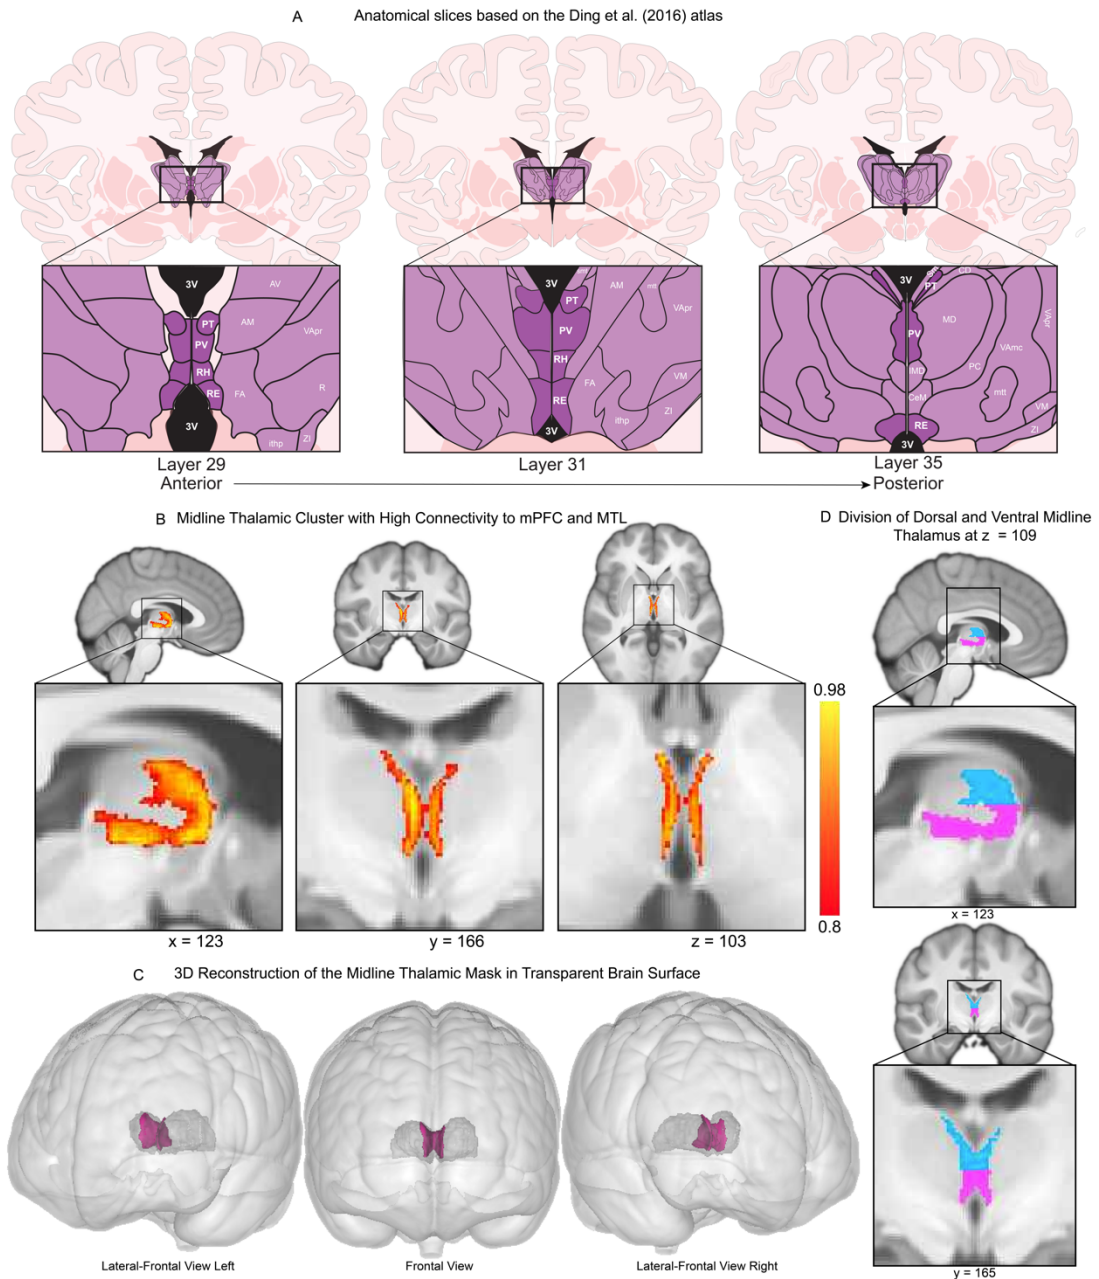 A Anatomical slices based on the Ding et al. (2016) atlas
3V
AV
PT
AM
VApr
PV
RH
R
RE
FA
3V
ithp
ZI
Layer 29
Anterior
3V
AM
mtt
PT
VApr
PV
RH
FA
VM
RE
ZI
ithp
3V
Layer 31
3V
CD
PT
VApr
MD
PV
VAmc
IMD
PC
CeM
mtt
VM
RE
ZI
3V
Layer 35
Posterior
B Midline Thalamic Cluster with High Connectivity to mPFC and MTL
0.98
0.8
x = 123
y = 166
z = 103
C 3D Reconstruction of the Midline Thalamic Mask in Transparent Brain Surface
Lateral-Frontal View Left
Frontal View
Lateral-Frontal View Right
D Division of Dorsal and Ventral Midline
Thalamus at z = 109
x = 123
y = 165